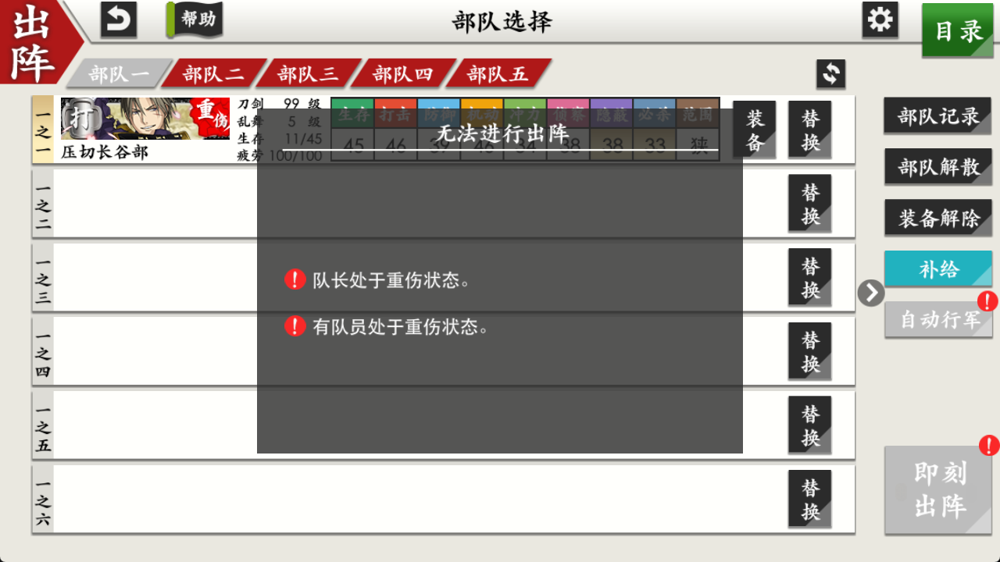 出阵
帮助
部队选择
目录
部队一
部队二
部队三
部队四
部队五
一之一
打
重伤
压切长谷部
刀剑 99 级
乱舞 5 级
生存 11/45
疲劳 100/100
生存 打击 防御 机动 冲力 侦察 隐蔽 必杀 范围
45 46 39 46 34 38 38 33 狭
装备
替换
无法进行出阵
队长处于重伤状态。
有队员处于重伤状态。
一之二
替换
一之三
替换
一之四
替换
一之五
替换
一之六
替换
部队记录
部队解散
装备解除
补给
自动行军
即刻出阵